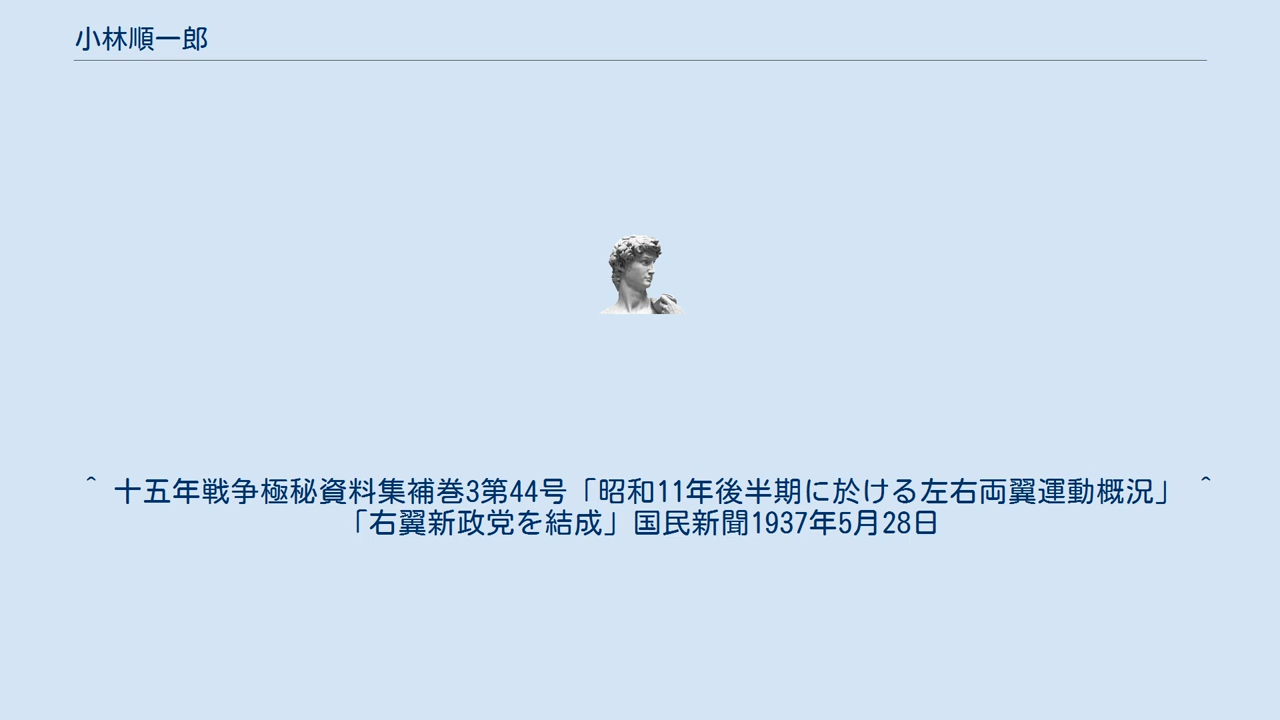 小林順一郎
^ 十五年戦争極秘資料集補巻3第44号「昭和11年後半期に於ける左右両翼運動概況」 ^
「右翼新政党を結成」国民新聞1937年5月28日